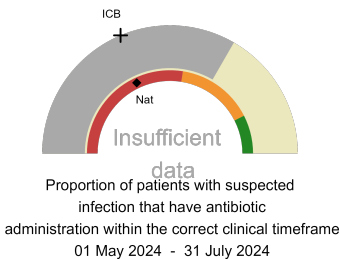 ICB
Nat
Insufficient
data
Proportion of patients with suspected
infection that have antibiotic
administration within the correct clinical timeframe
01 May 2024 - 31 July 2024